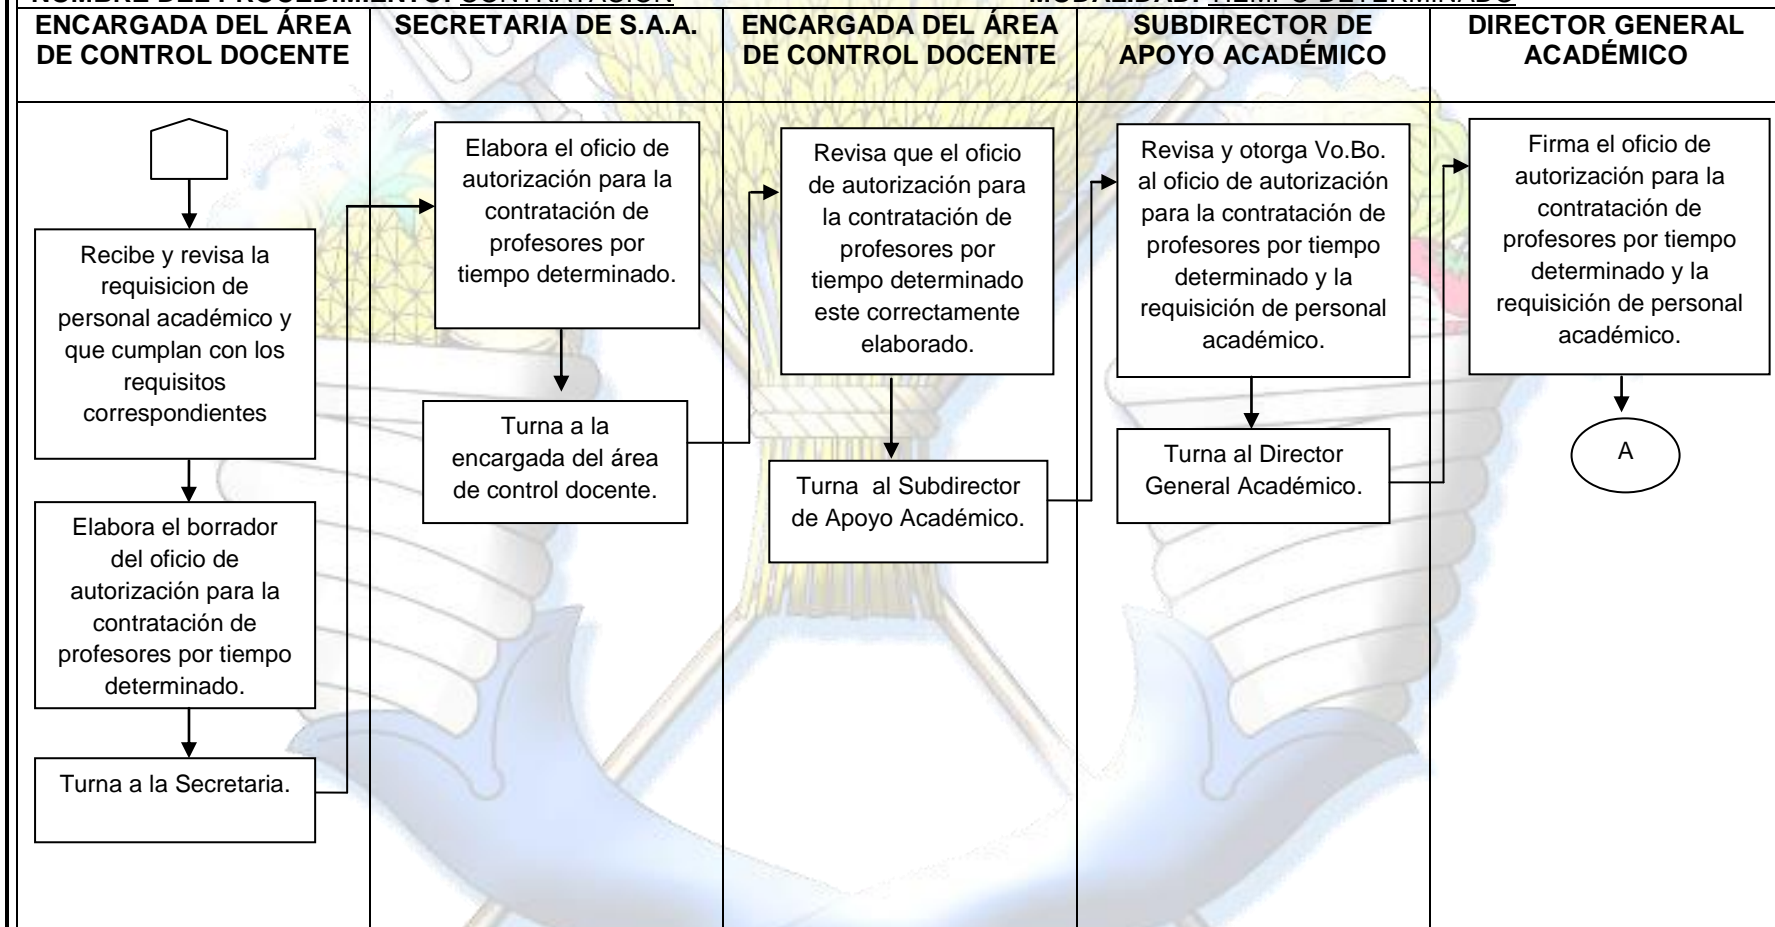 NOMBRE DEL PROCEDIMIENTO: CONTRATACIÓN MODALIDAD: TIEMPO DETERMINADO
ENCARGADA DEL ÁREA
DE CONTROL DOCENTE
SECRETARIA DE S.A.A.
ENCARGADA DEL ÁREA
DE CONTROL DOCENTE
SUBDIRECTOR DE
APOYO ACADÉMICO
DIRECTOR GENERAL
ACADÉMICO
Recibe y revisa la
requisicion de
personal académico y
que cumplan con los
requisitos
correspondientes
Elabora el borrador
del oficio de
autorización para la
contratación de
profesores por tiempo
determinado.
Turna a la Secretaria.
Elabora el oficio de
autorización para la
contratación de
profesores por
tiempo determinado.
Turna a la
encargada del área
de control docente.
Revisa que el oficio
de autorización para
la contratación de
profesores por
tiempo determinado
este correctamente
elaborado.
Turna al Subdirector
de Apoyo Académico.
Revisa y otorga Vo.Bo.
al oficio de autorización
para la contratación de
profesores por tiempo
determinado y la
requisición de personal
académico.
Turna al Director
General Académico.
Firma el oficio de
autorización para la
contratación de
profesores por tiempo
determinado y la
requisición de personal
académico.
A